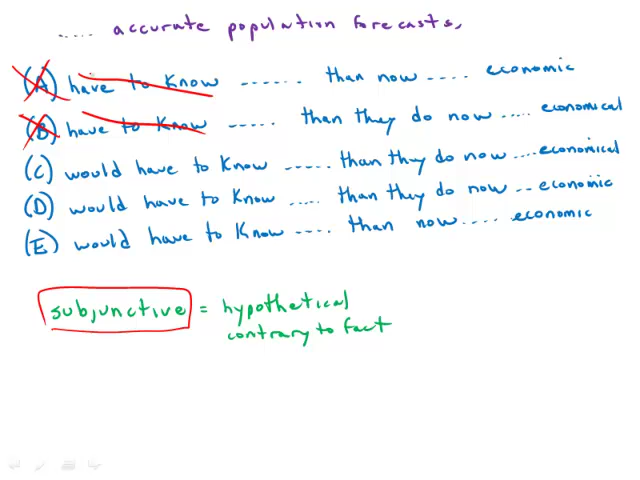 ..... accurate population forecasts,
(A) have to know ...... than now .... economic
(B) have to know ..... than they do now .... economical
(C) would have to know ..... than they do now .... economical
(D) would have to know ..... than they do now .. economic
(E) would have to know .... than now .... economic
subjunctive = hypothetical
contrary to fact